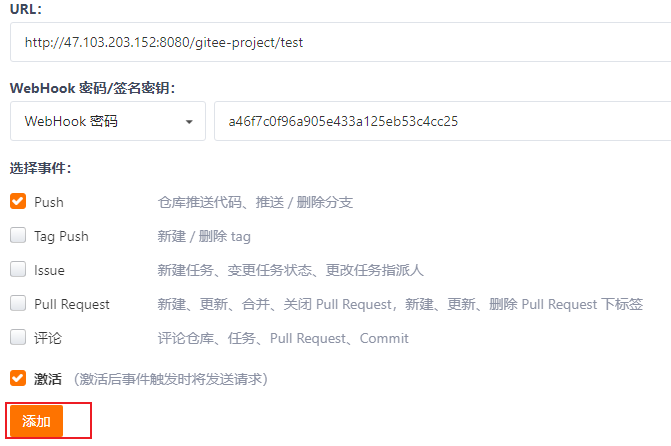 URL:
http://47.103.203.152:8080/gitee-project/test
WebHook 密码/签名密钥:
WebHook 密码 a46f7c0f96a905e433a125eb53c4cc25
选择事件:
Push 仓库推送代码、推送 / 删除分支
Tag Push 新建 / 删除 tag
Issue 新建任务、变更任务状态、更改任务指派人
Pull Request 新建、更新、合并、关闭 Pull Request，新建、更新、删除 Pull Request 下标签
评论 评论仓库、任务、Pull Request、Commit
激活 (激活后事件触发时将发送请求)
添加